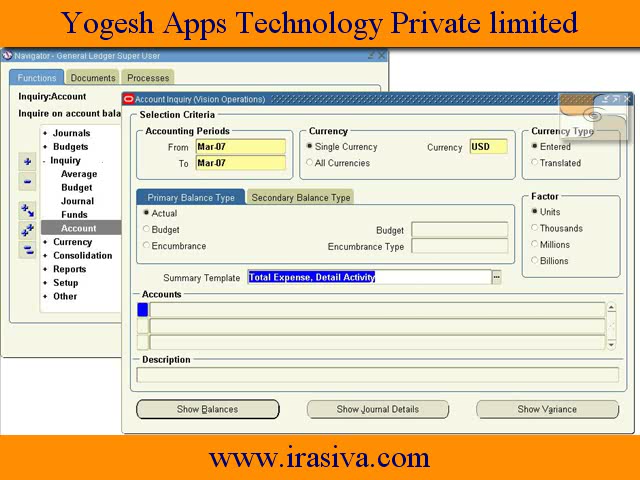 Yogesh Apps Technology Private limited
Navigator - General Ledger Super User
Functions Documents Processes
Inquiry:Account
Inquire on account bala
Journals
Budgets
Inquiry
Average
Budget
Journal
Funds
Account
Currency
Consolidation
Reports
Setup
Other
Account Inquiry (Vision Operations)
Selection Criteria
Accounting Periods
From Mar-07
To Mar-07
Currency
Single Currency Currency USD
All Currencies
Currency Type
Entered
Translated
Primary Balance Type Secondary Balance Type
Actual
Budget Budget
Encumbrance Encumbrance Type
Factor
Units
Thousands
Millions
Billions
Summary Template Total Expense, Detail Activity
Accounts
Description
Show Balances Show Journal Details Show Variance
www.irasiva.com